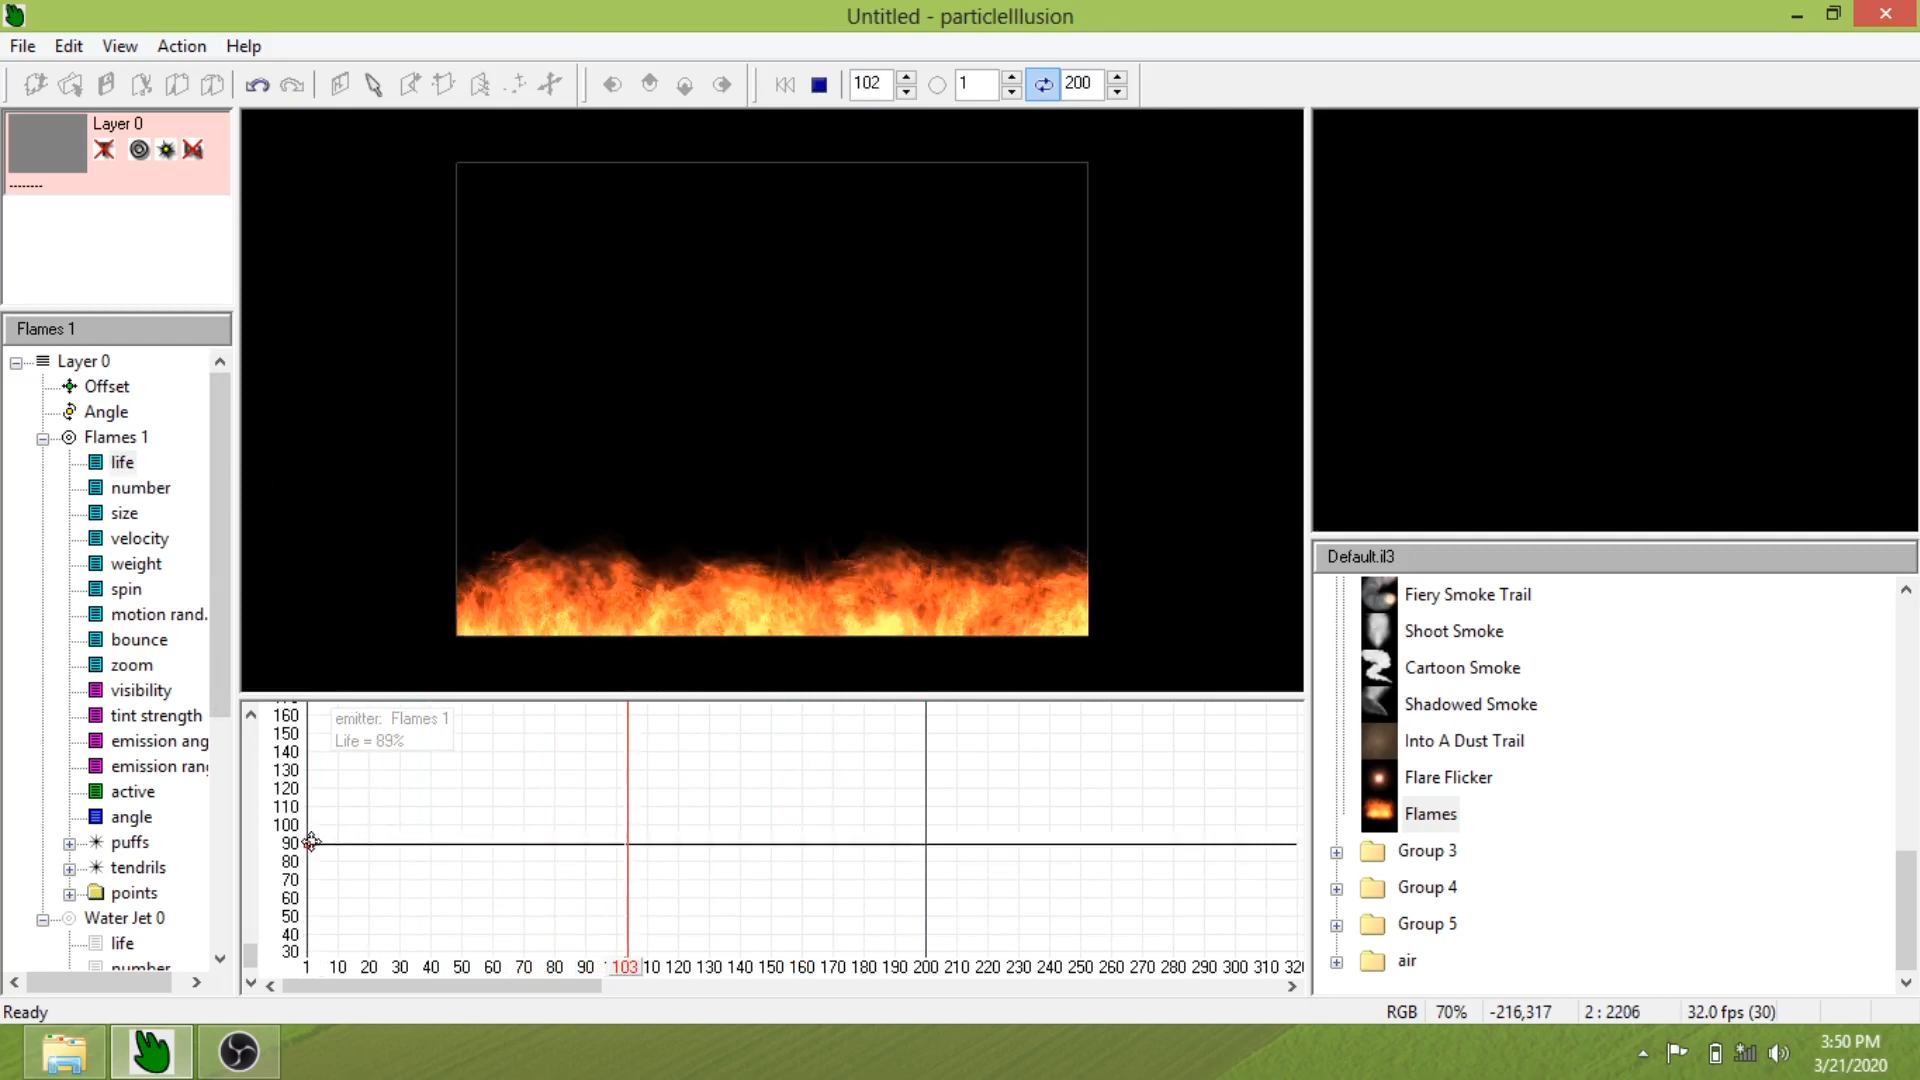 Untitled - particleIllusion
File Edit View Action Help
102 1 200
Layer 0
--------
Flames 1
Layer 0
Offset
Angle
Flames 1
life
number
size
velocity
weight
spin
motion rand.
bounce
zoom
visibility
tint strength
emission ang
emission ran
active
angle
puffs
tendrils
points
Water Jet 0
life
number
emitter: Flames 1
Life = 89%
160
150
140
130
120
110
100
90
80
70
60
50
40
30
1 10 20 30 40 50 60 70 80 90 103 10 120 130 140 150 160 170 180 190 200 210 220 230 240 250 260 270 280 290 300 310 32
Default.il3
Fiery Smoke Trail
Shoot Smoke
Cartoon Smoke
Shadowed Smoke
Into A Dust Trail
Flare Flicker
Flames
Group 3
Group 4
Group 5
air
Ready
RGB 70% -216,317 2 : 2206 32.0 fps (30)
3:50 PM
3/21/2020